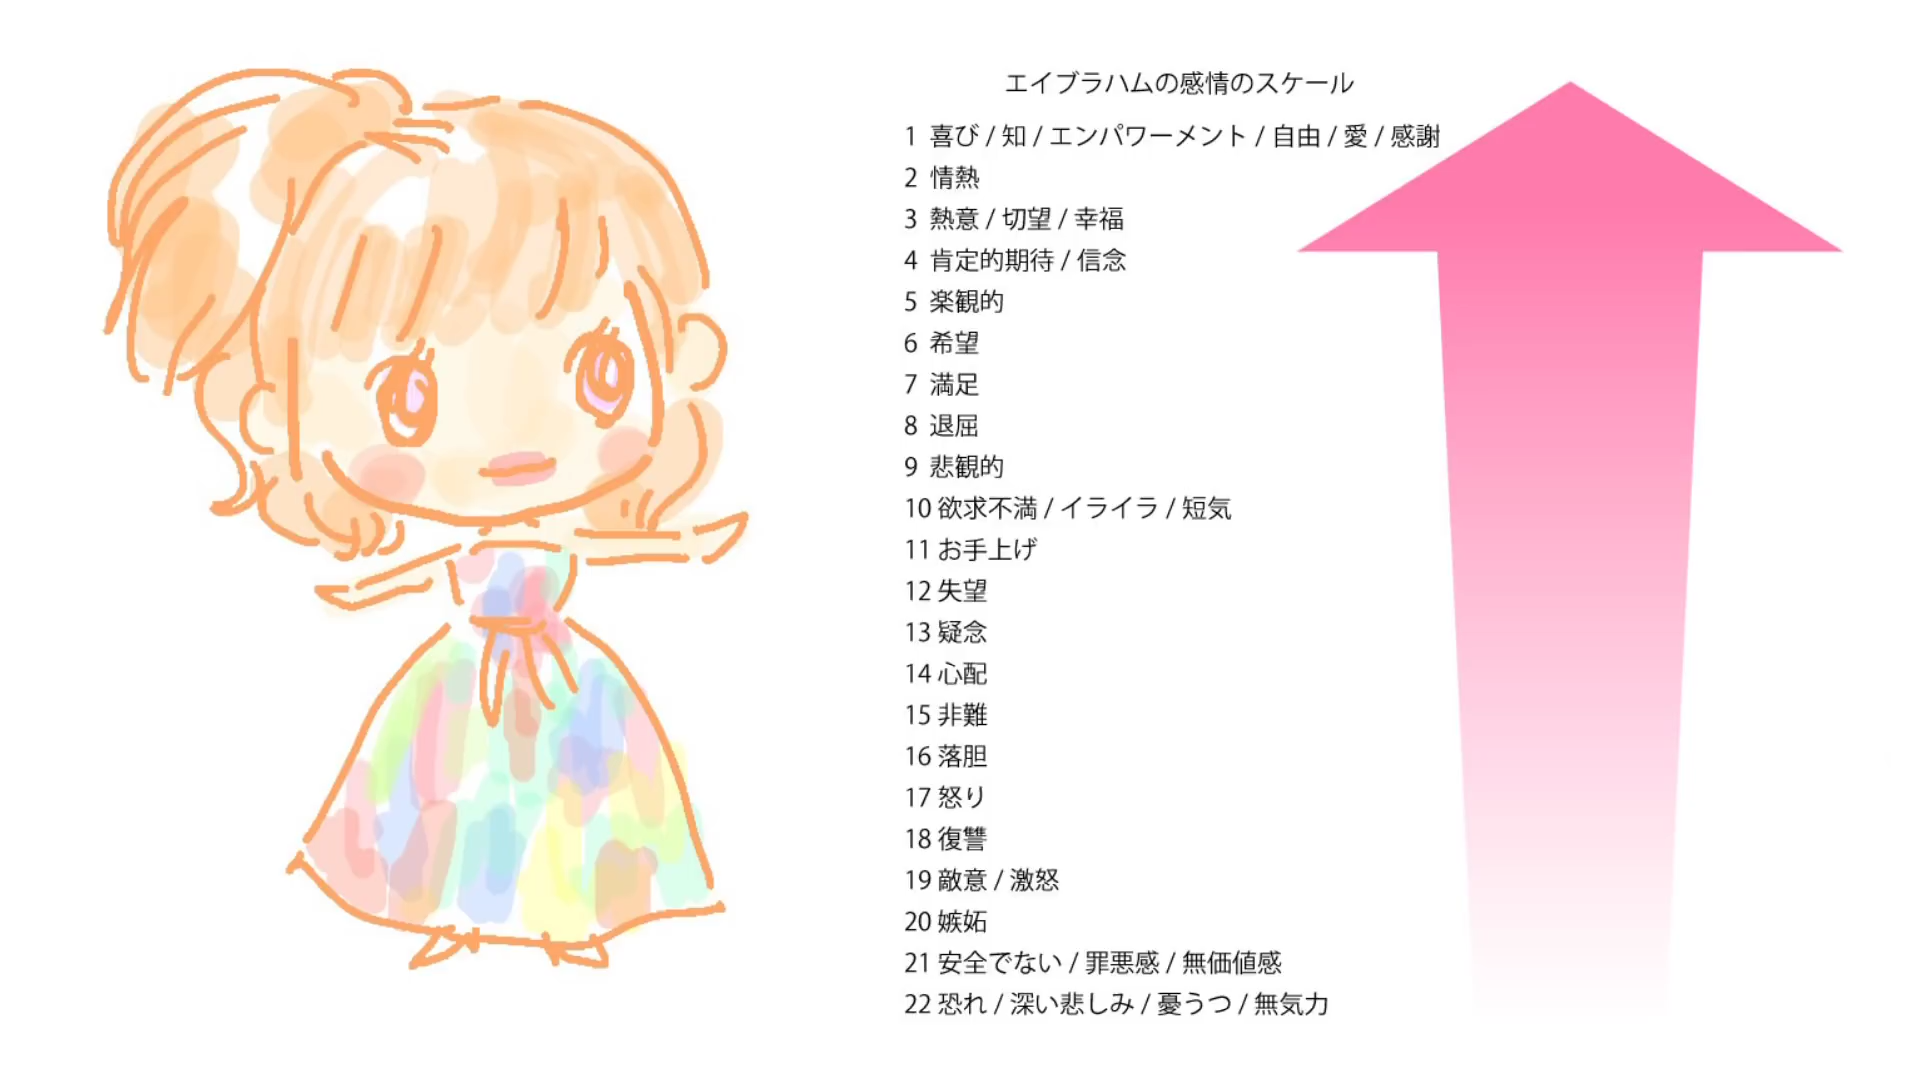 エイブラハムの感情のスケール
1 喜び / 知 / エンパワーメント / 自由 / 愛 / 感謝
2 情熱
3 熱意 / 切望 / 幸福
4 肯定的期待 / 信念
5 楽観的
6 希望
7 満足
8 退屈
9 悲観的
10 欲求不満 / イライラ / 短気
11 お手上げ
12 失望
13 疑念
14 心配
15 非難
16 落胆
17 怒り
18 復讐
19 敵意 / 激怒
20 嫉妬
21 安全でない / 罪悪感 / 無価値感
22 恐れ / 深い悲しみ / 憂うつ / 無気力